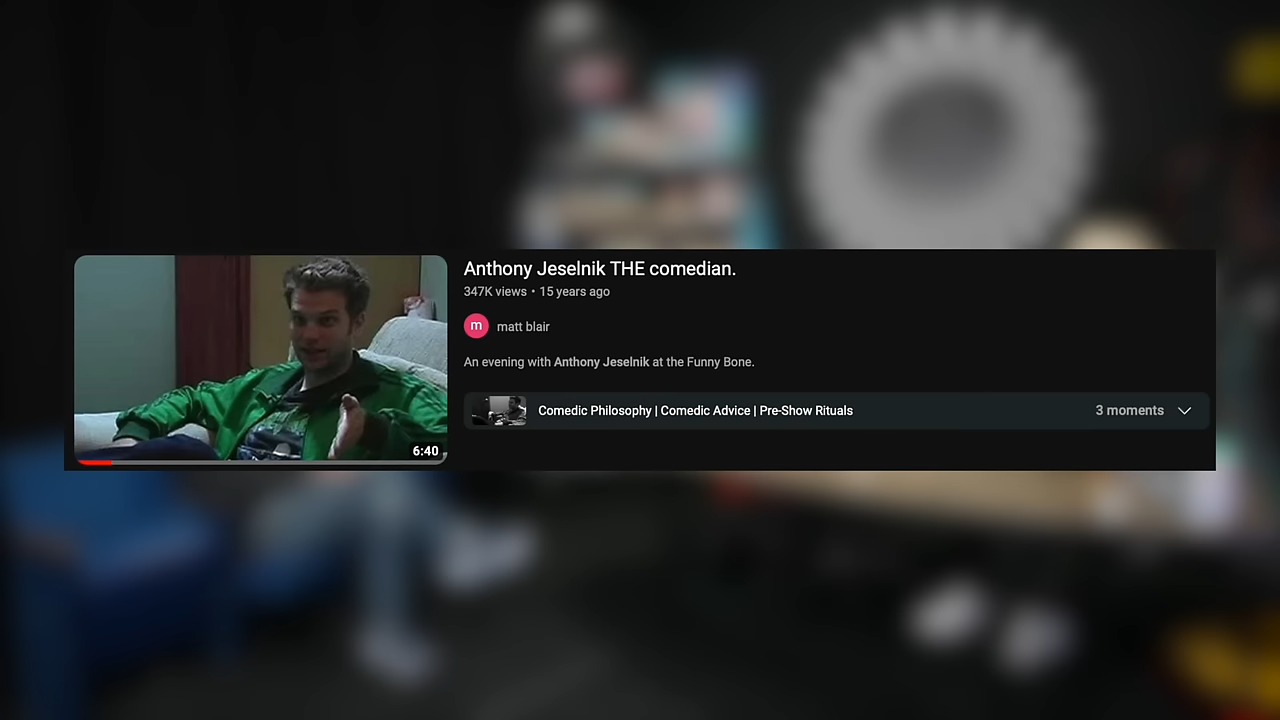 Anthony Jeselnik THE comedian.
347K views • 15 years ago
m matt blair
An evening with Anthony Jeselnik at the Funny Bone.
Comedic Philosophy | Comedic Advice | Pre-Show Rituals 3 moments
6:40